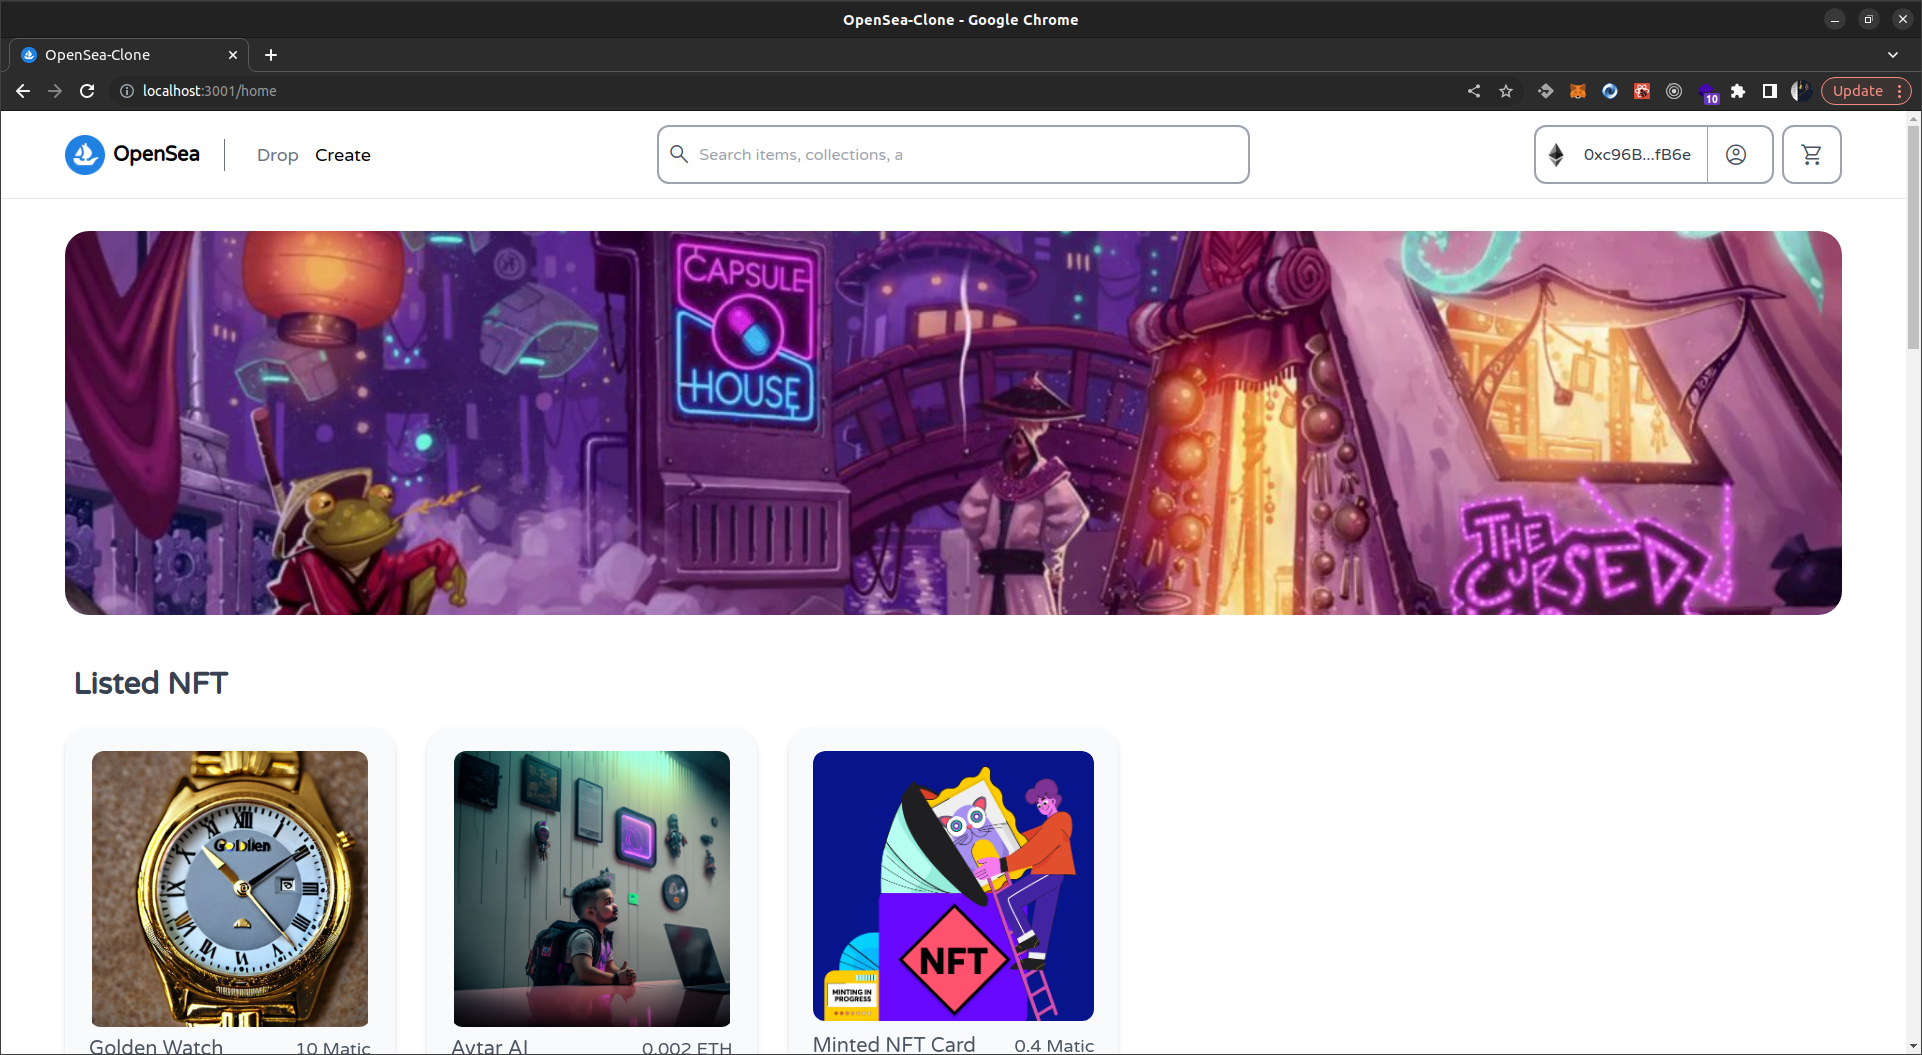 OpenSea-Clone - Google Chrome
OpenSea-Clone
localhost:3001/home
10
Update
OpenSea
Drop
Create
Search items, collections, a
0xc96B...fB6e
CAPSULE
HOUSE
THE
CURSED
Listed NFT
XII
NFT
MINTING IN
PROGRESS
Golden Watch
10 Matic
Avtar AI
0.002 ETH
Minted NFT Card
0.4 Matic